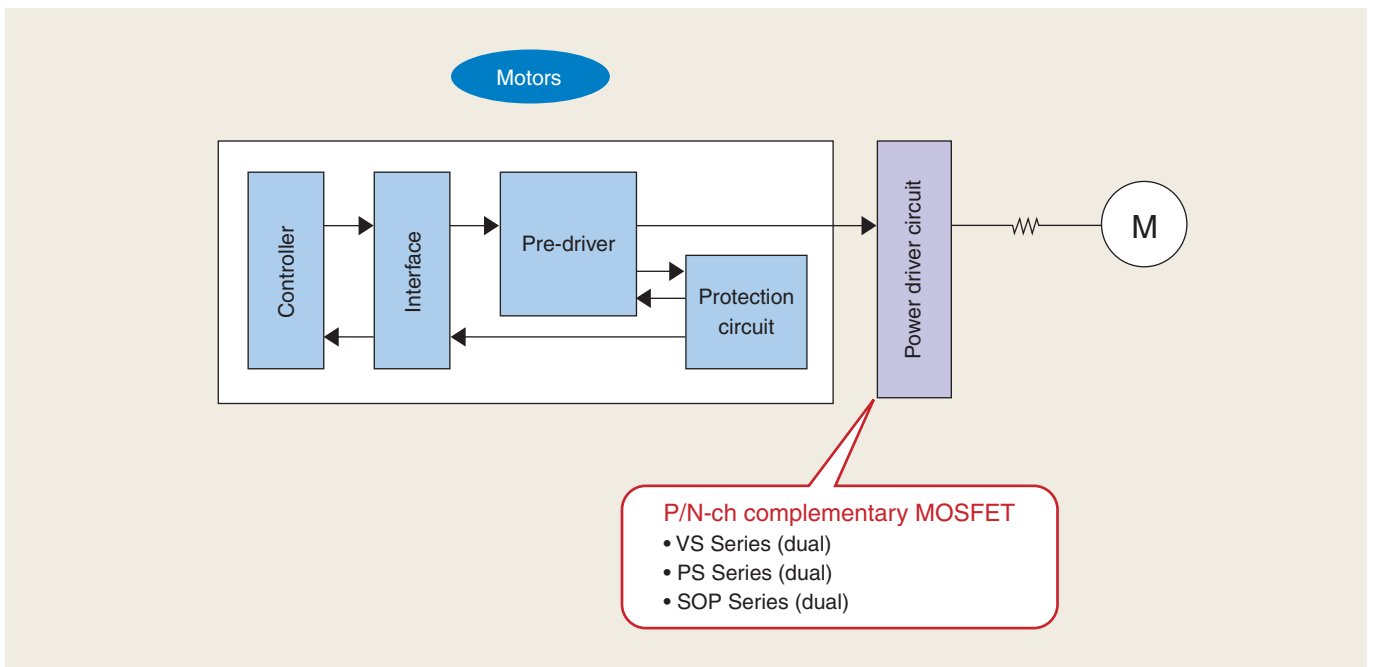 Motors
Controller
Interface
Pre-driver
Protection
circuit
Power driver circuit
M
P/N-ch complementary MOSFET
• VS Series (dual)
• PS Series (dual)
• SOP Series (dual)